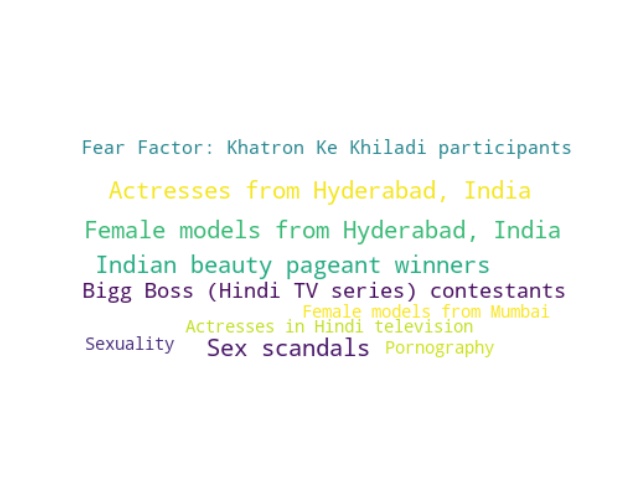 Fear Factor: Khatron Ke Khiladi participants
Actresses from Hyderabad, India
Female models from Hyderabad, India
Indian beauty pageant winners
Bigg Boss (Hindi TV series) contestants
Female models from Mumbai
Actresses in Hindi television
Sexuality Sex scandals Pornography